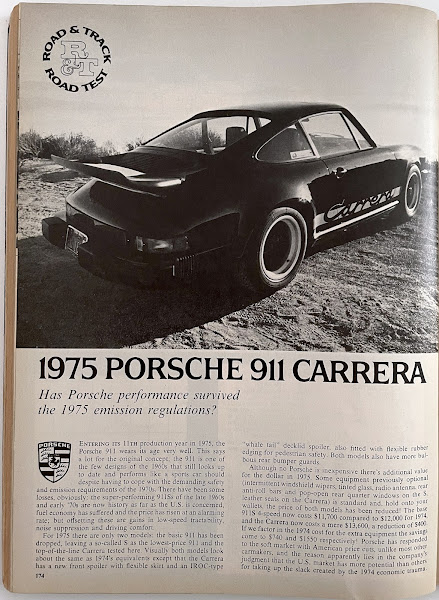 ROAD & TRACK
R&T
ROAD TEST
Carrera
1975 PORSCHE 911 CARRERA
Has Porsche performance survived
the 1975 emission regulations?
PORSCHE
ENTERING ITS 11TH production year in 1975, the
Porsche 911 wears its age very well. This says
a lot for the original concept, the 911 is one of
the few designs of the 1960s that still looks up
to date and performs like a sports car should
despite having to cope with the demanding safety
and emission requirements of the 1970s. There have been some
losses, obviously; the super-performing 911Ss of the late 1960s
and early '70s are now history as far as the U.S. is concerned,
fuel economy has suffered and the price has risen at an alarming
rate; but offsetting these are gains in low-speed tractability,
noise suppression and driving comfort.
For 1975 there are only two models: the basic 911 has been
dropped, leaving a so-called S as the lowest-price 911 and the
top-of-the-line Carrera tested here. Visually both models look
about the same as 1974's equivalents except that the Carrera
has a new front spoiler with flexible skirt and an IROC-type
"whale tail" decklid spoiler, also fitted with flexible rubber
edging for pedestrian safety. Both models also have more bul-
bous rear bumper guards.
Although no Porsche is inexpensive there's additional value
for the dollar in 1975. Some equipment previously optional
(intermittent windshield wipers, tinted glass, radio antenna, rear
anti-roll bars and pop-open rear quarter windows on the S,
leather seats on the Carrera) is standard and, hold onto your
wallets, the price of both models has been reduced! The base
911S 4-speed now costs $11,700 compared to $12,000 for 1974,
and the Carrera now costs a mere $13,600, a reduction of $400.
If we factor in the 1974 cost for the extra equipment the savings
come to $740 and $1550 respectively! Porsche has responded
to the soft market with American price cuts, unlike most other
carmakers, and the reason apparently lies in the company's
judgment that the U.S. market has more potential than others
for taking up the slack created by the 1974 economic trauma.
174